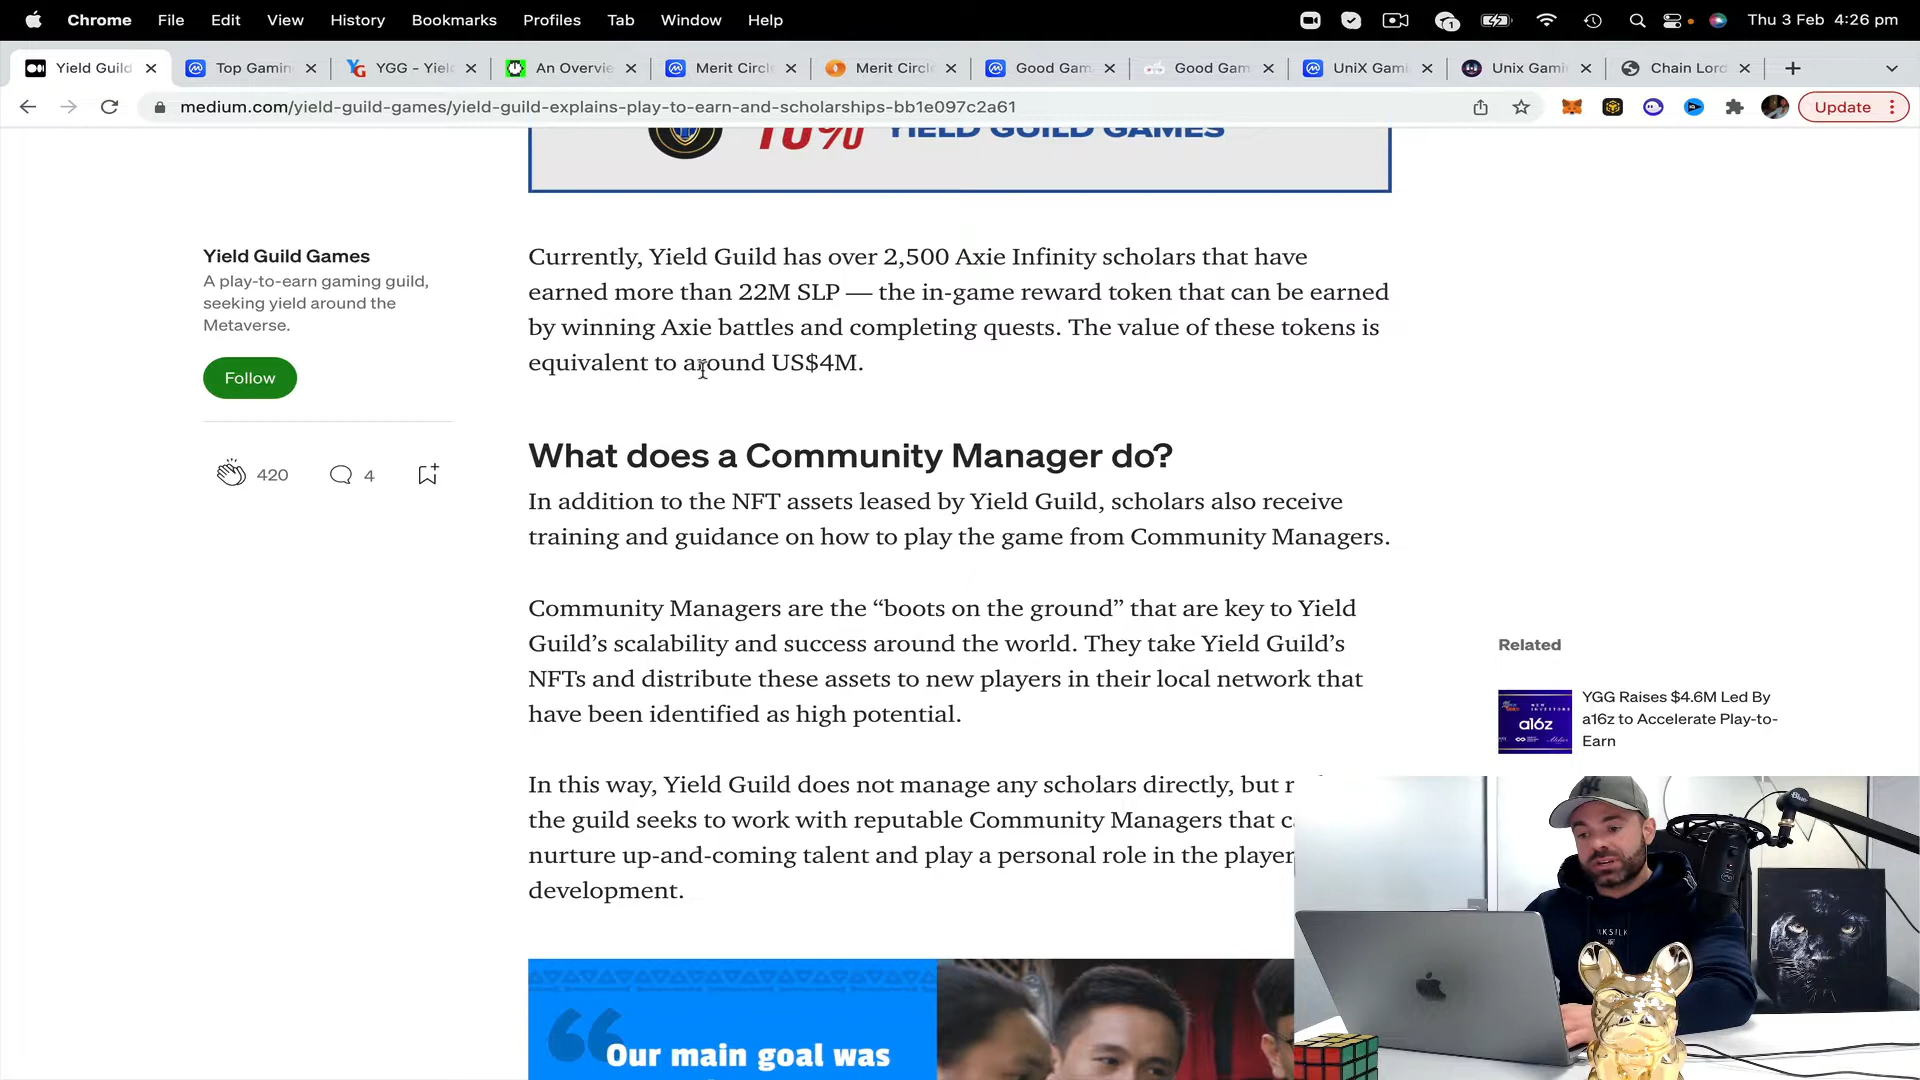 Chrome File Edit View History Bookmarks Profiles Tab Window Help
1
Thu 3 Feb 4:26 pm
Yield Guild
Top Gamin
YGG - Yiel
An Overvie
Merit Circl
Merit Circl
Good Gam
Good Gam
UniX Gami
Unix Gami
Chain Lord
medium.com/yield-guild-games/yield-guild-explains-play-to-earn-and-scholarships-bb1e097c2a61
Update
10% YIELD GUILD GAMES
Yield Guild Games
A play-to-earn gaming guild,
seeking yield around the
Metaverse.
Follow
420
4
Currently, Yield Guild has over 2,500 Axie Infinity scholars that have
earned more than 22M SLP — the in-game reward token that can be earned
by winning Axie battles and completing quests. The value of these tokens is
equivalent to around US$4M.
What does a Community Manager do?
In addition to the NFT assets leased by Yield Guild, scholars also receive
training and guidance on how to play the game from Community Managers.
Community Managers are the “boots on the ground” that are key to Yield
Guild’s scalability and success around the world. They take Yield Guild’s
NFTs and distribute these assets to new players in their local network that
have been identified as high potential.
In this way, Yield Guild does not manage any scholars directly, but
the guild seeks to work with reputable Community Managers that
nurture up-and-coming talent and play a personal role in the player
development.
“
Our main goal was
Related
a16z
YGG Raises $4.6M Led By
a16z to Accelerate Play-to-
Earn
Blue